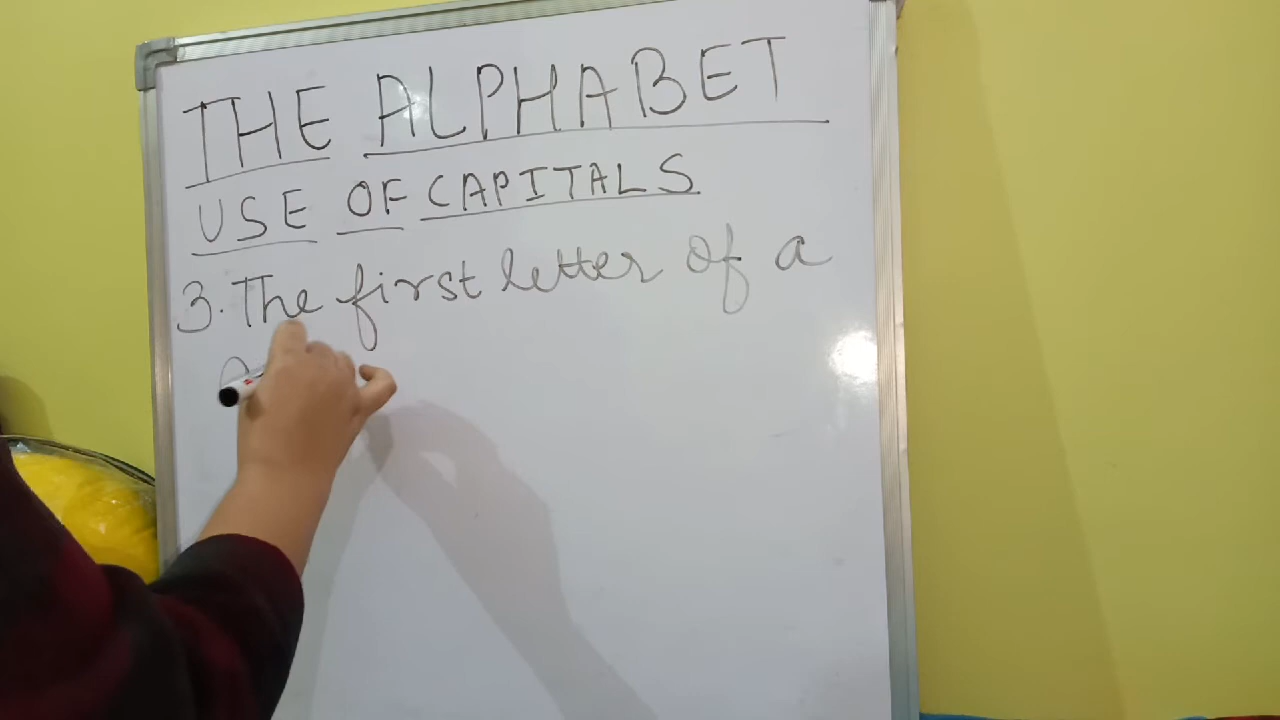 THE ALPHABET
USE OF CAPITALS
3. The first letter of a